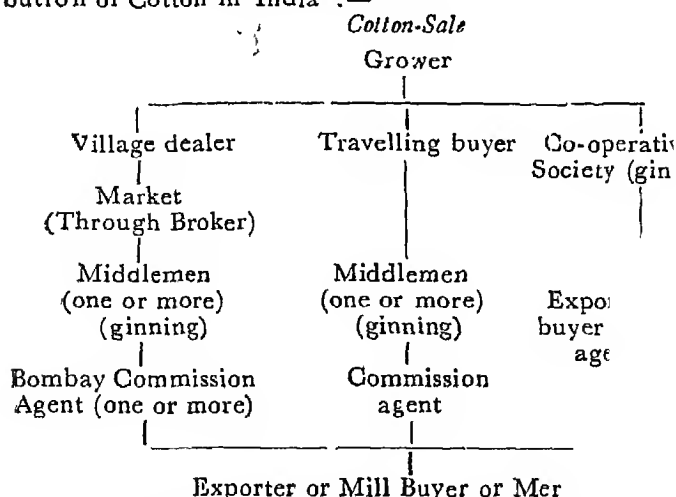 bution of Cotton in India :—
Cotton-Sale
Grower
Village dealer Travelling buyer Co-operativ
Society (gin
Market
(Through Broker)
Middlemen Middlemen
(one or more) (one or more) Expor
(ginning) (ginning) buyer
age
Bombay Commission Commission
Agent (one or more) agent
Exporter or Mill Buyer or Mer